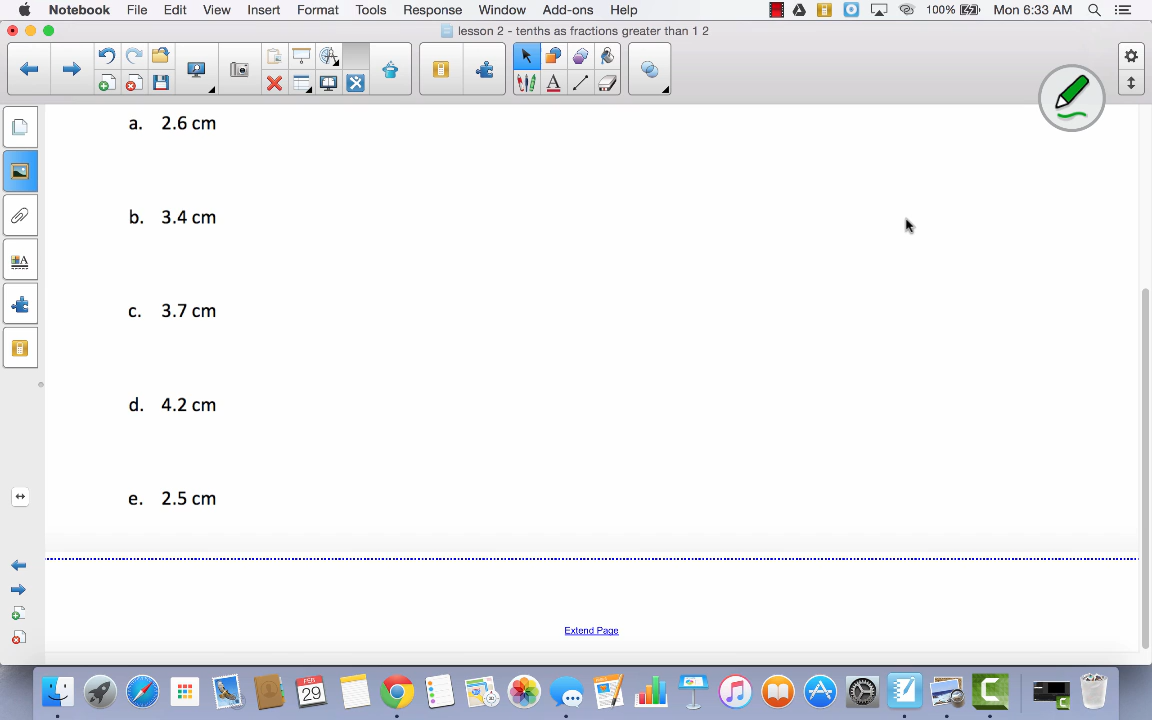 Notebook File Edit View Insert Format Tools Response Window Add-ons Help 100% Mon 6:33 AM
lesson 2 - tenths as fractions greater than 1 2
a. 2.6 cm
b. 3.4 cm
c. 3.7 cm
d. 4.2 cm
e. 2.5 cm
Extend Page
FEB
29